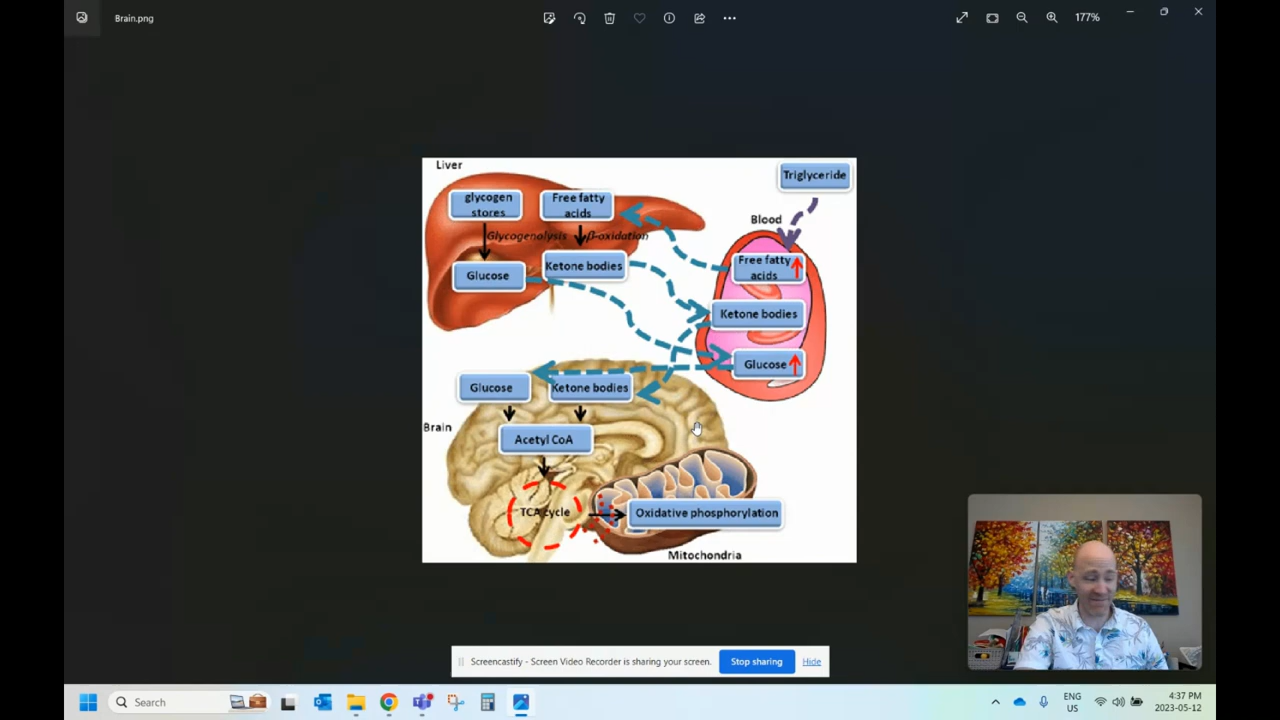 Brain.png
177%
Liver
Triglyceride
glycogen
stores
Free fatty
acids
Blood
Glycogenolysis
β-oxidation
Glucose
Ketone bodies
Free fatty
acids
Ketone bodies
Glucose
Glucose
Ketone bodies
Brain
Acetyl CoA
TCA cycle
Oxidative phosphorylation
Mitochondria
Screencastify - Screen Video Recorder is sharing your screen.
Stop sharing
Hide
Search
ENG
US
4:37 PM
2023-05-12